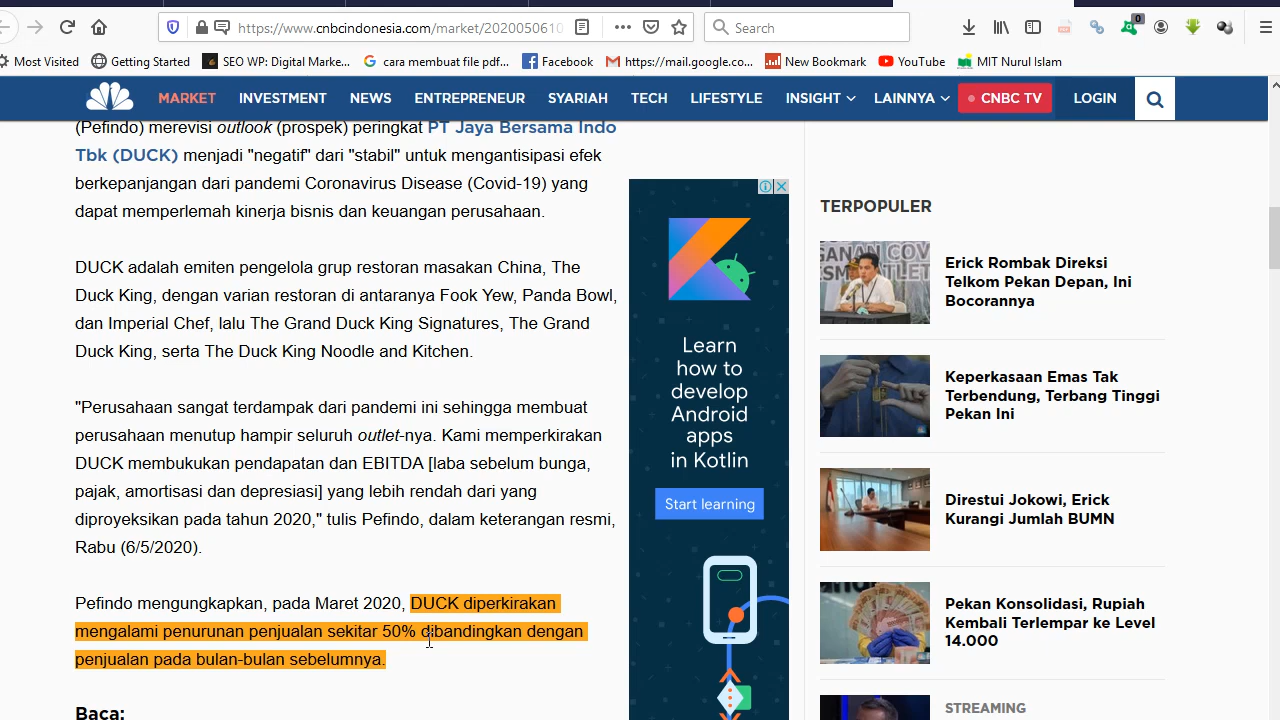 https://www.cnbcindonesia.com/market/2020050610
Search
0
Most Visited
Getting Started
SEO WP: Digital Marke...
cara membuat file pdf...
Facebook
https://mail.google.co...
New Bookmark
YouTube
MIT Nurul Islam
MARKET
INVESTMENT
NEWS
ENTREPRENEUR
SYARIAH
TECH
LIFESTYLE
INSIGHT
LAINNYA
CNBC TV
LOGIN
(Pefindo) merevisi outlook (prospek) peringkat PT Jaya Bersama Indo
Tbk (DUCK) menjadi "negatif" dari "stabil" untuk mengantisipasi efek
berkepanjangan dari pandemi Coronavirus Disease (Covid-19) yang
dapat memperlemah kinerja bisnis dan keuangan perusahaan.
DUCK adalah emiten pengelola grup restoran masakan China, The
Duck King, dengan varian restoran di antaranya Fook Yew, Panda Bowl,
dan Imperial Chef, lalu The Grand Duck King Signatures, The Grand
Duck King, serta The Duck King Noodle and Kitchen.
"Perusahaan sangat terdampak dari pandemi ini sehingga membuat
perusahaan menutup hampir seluruh outlet-nya. Kami memperkirakan
DUCK membukukan pendapatan dan EBITDA [laba sebelum bunga,
pajak, amortisasi dan depresiasi] yang lebih rendah dari yang
diproyeksikan pada tahun 2020," tulis Pefindo, dalam keterangan resmi,
Rabu (6/5/2020).
Pefindo mengungkapkan, pada Maret 2020, DUCK diperkirakan
mengalami penurunan penjualan sekitar 50% dibandingkan dengan
penjualan pada bulan-bulan sebelumnya.
Baca:
Learn
how to
develop
Android
apps
in Kotlin
Start learning
TERPOPULER
Erick Rombak Direksi
Telkom Pekan Depan, Ini
Bocorannya
Keperkasaan Emas Tak
Terbendung, Terbang Tinggi
Pekan Ini
Direstui Jokowi, Erick
Kurangi Jumlah BUMN
Pekan Konsolidasi, Rupiah
Kembali Terlempar ke Level
14.000
STREAMING